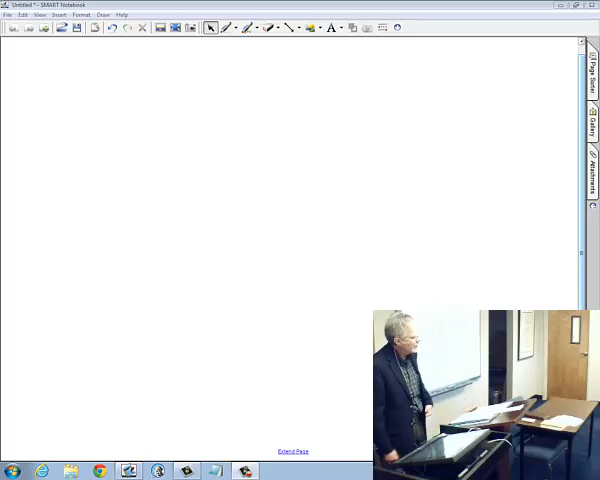 Untitled * - SMART Notebook
File Edit View Insert Format Draw Help
Page Sorter
Gallery
Attachments
Extend Page